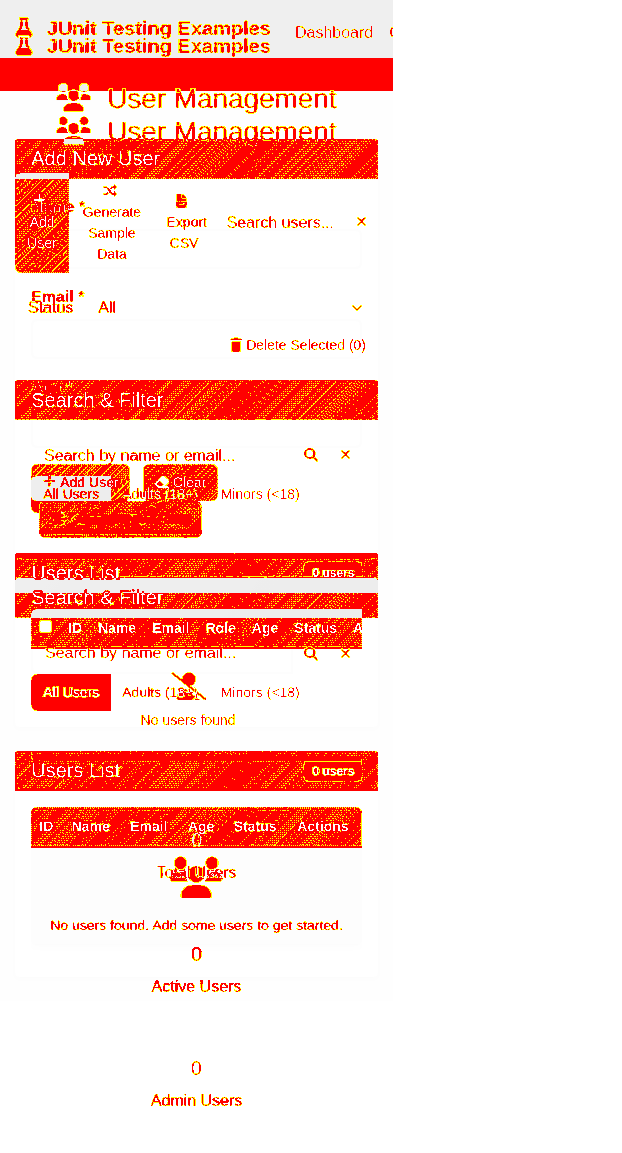 JUnit Testing Examples
JUnit Testing Examples
Dashboard
User Management
User Management
Add New User
Add User
Generate Sample Data
Export CSV
Search users...
Email *
Status
All
Delete Selected (0)
Search & Filter
Search by name or email...
Add User
Clear
All Users
Adults (18+)
Minors (<18)
Users List
0 users
Search & Filter
ID Name Email Role Age Status
Search by name or email...
All Users
Adults (18+)
Minors (<18)
No users found
Users List
0 users
ID Name Email Age Status Actions
0
Total Users
No users found. Add some users to get started.
0
Active Users
0
Admin Users